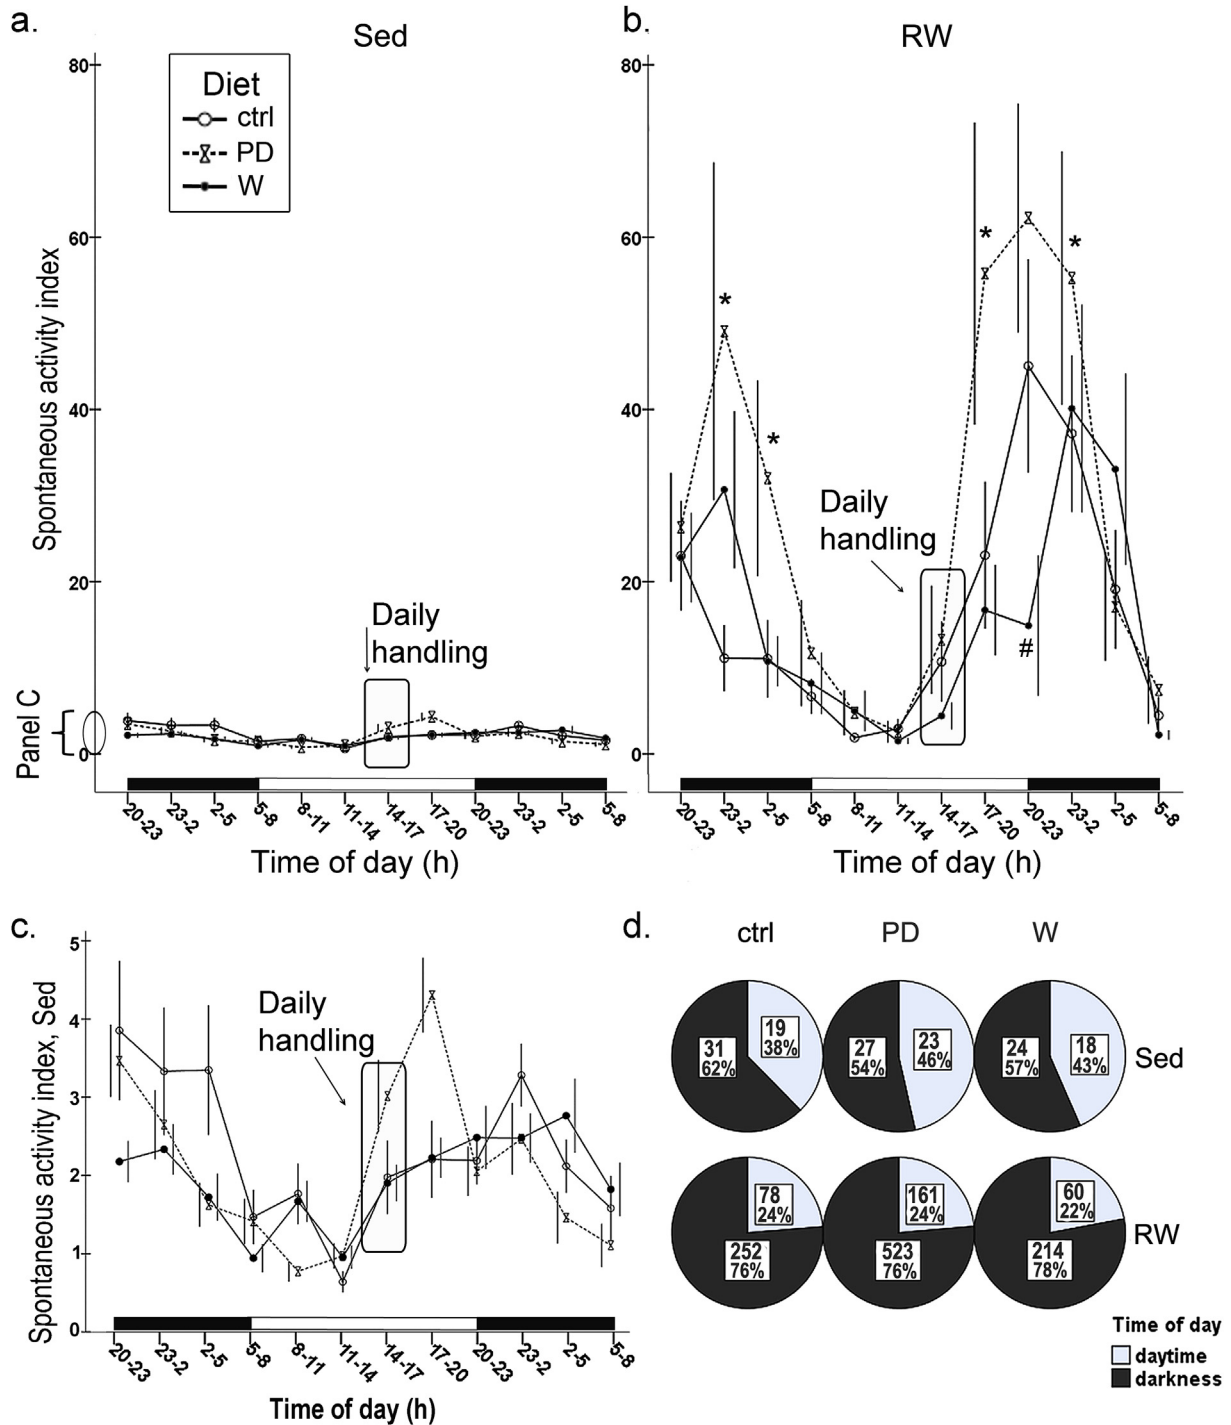 a.
Sed
80
60
40
20
0
Spontaneous activity index
Panel C
Diet
ctrl
PD
W
Daily
handling
20-23
23-2
2-5
5-8
8-11
11-14
14-17
17-20
20-23
23-2
2-5
5-8
Time of day (h)
b.
RW
80
60
40
20
0
*
*
*
*
#
Daily
handling
20-23
23-2
2-5
5-8
8-11
11-14
14-17
17-20
20-23
23-2
2-5
5-8
Time of day (h)
c.
5
4
3
2
1
0
Spontaneous activity index, Sed
Daily
handling
20-23
23-2
2-5
5-8
8-11
11-14
14-17
17-20
20-23
23-2
2-5
5-8
Time of day (h)
d.
ctrl PD W
31
62%
19
38%
27
54%
23
46%
24
57%
18
43%
Sed
78
24%
252
76%
161
24%
523
76%
60
22%
214
78%
RW
Time of day
daytime
darkness